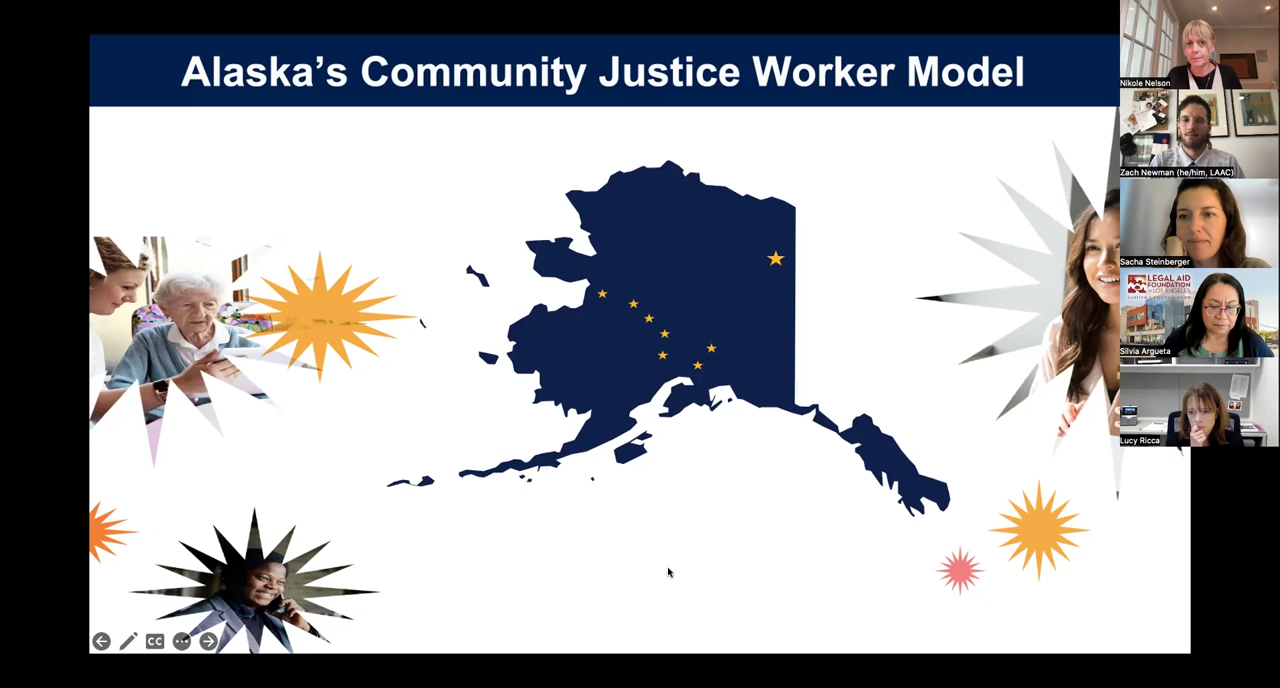 Alaska's Community Justice Worker Model
Nikole Nelson
Zach Newman (he/him, LAAC)
Sacha Steinberger
LEGAL AID
FOUNDATION
OF LOS ANGELES
Silvia Argueta
Lucy Ricca
CC